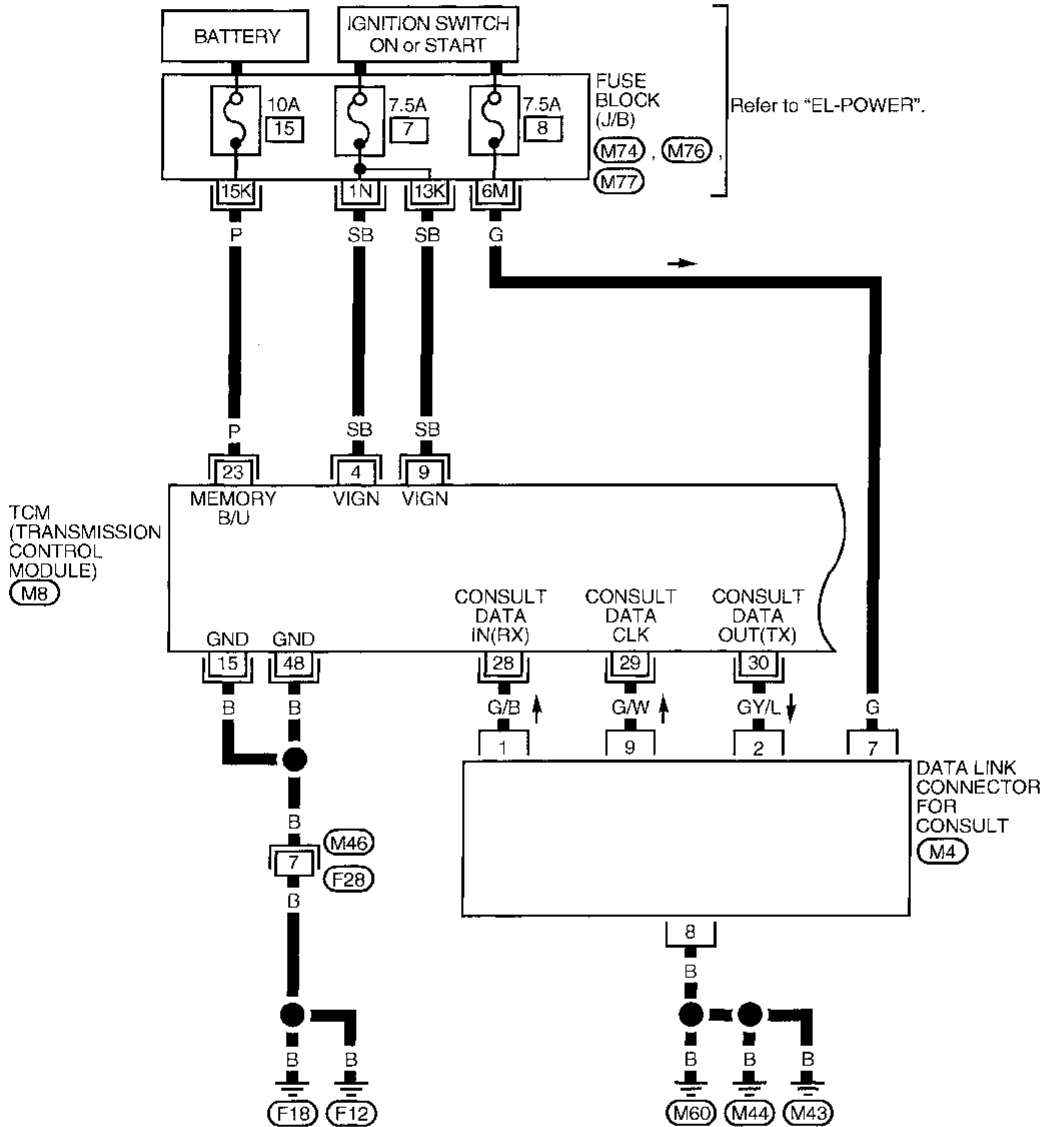 BATTERY
IGNITION SWITCH
ON or START
10A
15
7.5A
7
7.5A
8
FUSE
BLOCK
(J/B)
M74 , M76 ,
M77
Refer to "EL-POWER".
15K
1N
13K
6M
P
SB
SB
G
P
SB
SB
23
4
9
MEMORY
B/U
VIGN
VIGN
TCM
(TRANSMISSION
CONTROL
MODULE)
M8
CONSULT
DATA
IN(RX)
CONSULT
DATA
CLK
CONSULT
DATA
OUT(TX)
GND
GND
15
48
28
29
30
B
B
G/B
G/W
GY/L
G
1
9
2
7
DATA LINK
CONNECTOR
FOR
CONSULT
M4
B
7
M46
F28
B
8
B
B
B
B
B
B
F18
F12
M60
M44
M43